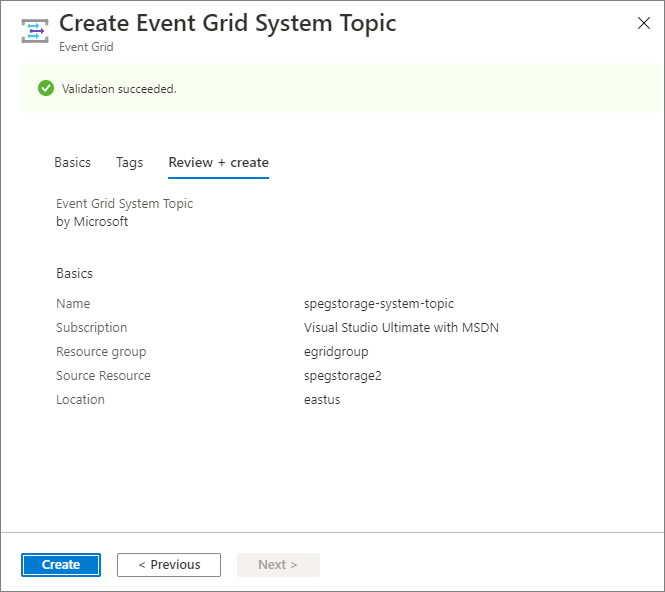 Create Event Grid System Topic
Event Grid
Validation succeeded.
Basics Tags Review + create
Event Grid System Topic
by Microsoft
Basics
Name spegstorage-system-topic
Subscription Visual Studio Ultimate with MSDN
Resource group egridgroup
Source Resource spegstorage2
Location eastus
Create < Previous Next >